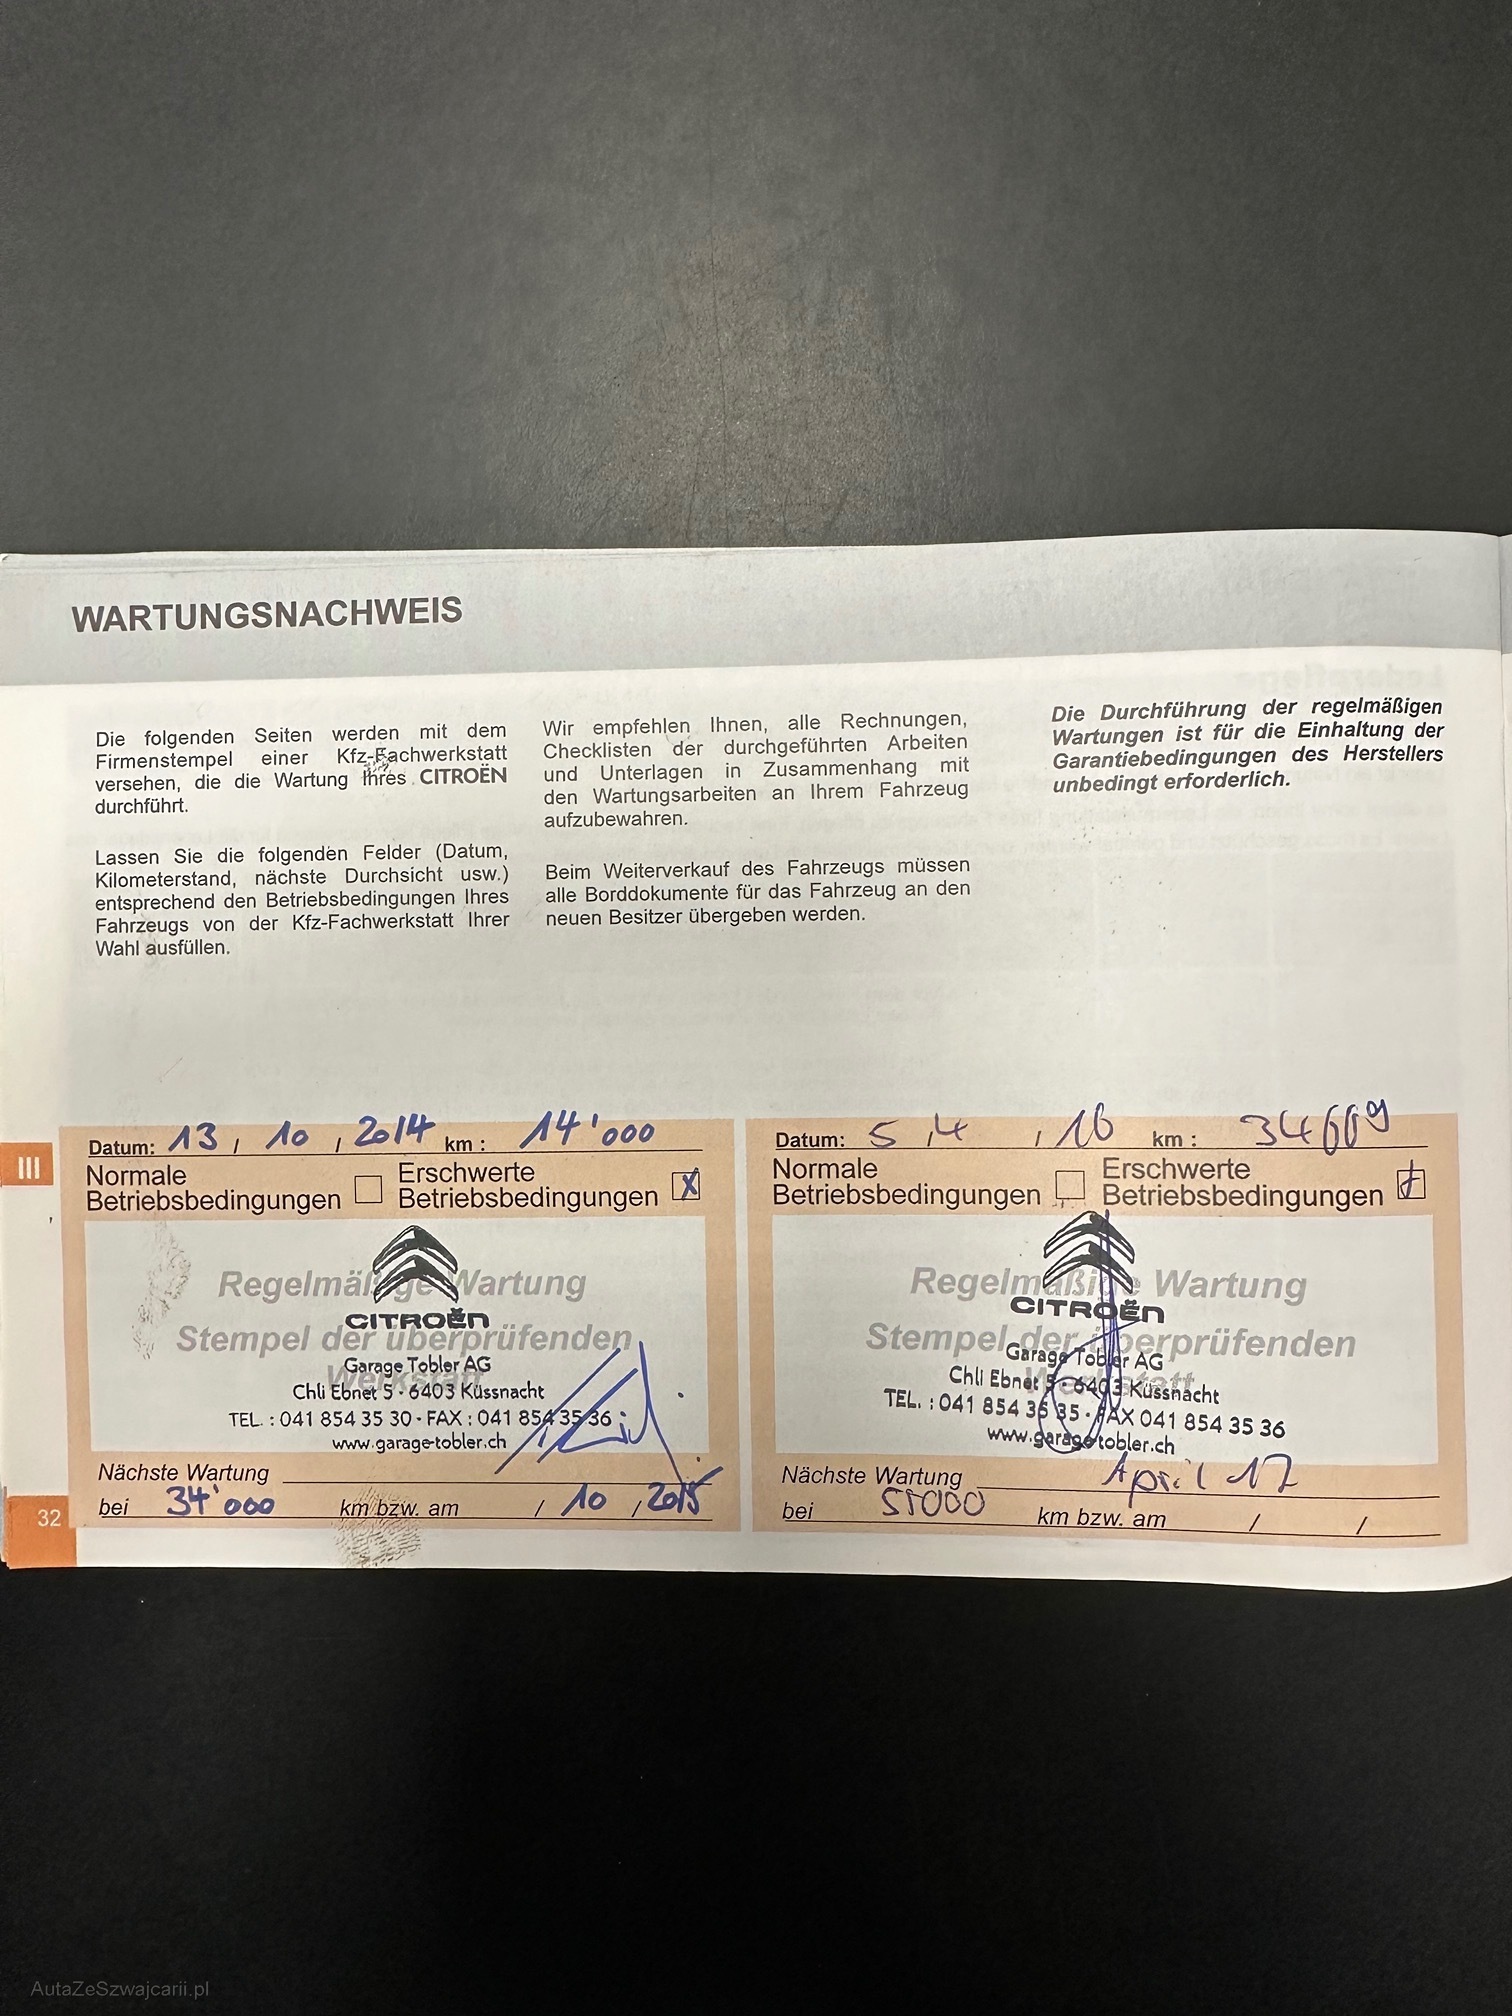 WARTUNGSNACHWEIS
Die folgenden Seiten werden mit dem
Firmenstempel einer Kfz-Fachwerkstatt
versehen, die die Wartung Ihres CITROËN
durchführt.
Lassen Sie die folgenden Felder (Datum,
Kilometerstand, nächste Durchsicht usw.)
entsprechend den Betriebsbedingungen Ihres
Fahrzeugs von der Kfz-Fachwerkstatt Ihrer
Wahl ausfüllen.
Wir empfehlen Ihnen, alle Rechnungen,
Checklisten der durchgeführten Arbeiten
und Unterlagen in Zusammenhang mit
den Wartungsarbeiten an Ihrem Fahrzeug
aufzubewahren.
Beim Weiterverkauf des Fahrzeugs müssen
alle Borddokumente für das Fahrzeug an den
neuen Besitzer übergeben werden.
Die Durchführung der regelmäßigen
Wartungen ist für die Einhaltung der
Garantiebedingungen des Herstellers
unbedingt erforderlich.
III
Datum: 13 / 10 / 2014 km : 14'000
Normale
Betriebsbedingungen
Erschwerte
Betriebsbedingungen X
Regelmäßige Wartung
CITROËN
Stempel der überprüfenden
Werkstatt
Garage Tobler AG
Chli Ebnet 5 · 6403 Küssnacht
TEL. : 041 854 35 30 · FAX : 041 854 35 36
www.garage-tobler.ch
Nächste Wartung
bei 34'000 km bzw. am / 10 / 2015
Datum: 5 / 4 / 16 km : 34669
Normale
Betriebsbedingungen
Erschwerte
Betriebsbedingungen
Regelmäßige Wartung
CITROËN
Stempel der überprüfenden
Werkstatt
Garage Tobler AG
Chli Ebnet 5 · 6403 Küssnacht
TEL. : 041 854 35 35 · FAX 041 854 35 36
www.garage-tobler.ch
Nächste Wartung April 17
bei 55000 km bzw. am / /
32
AutaZeSzwajcarii.pl